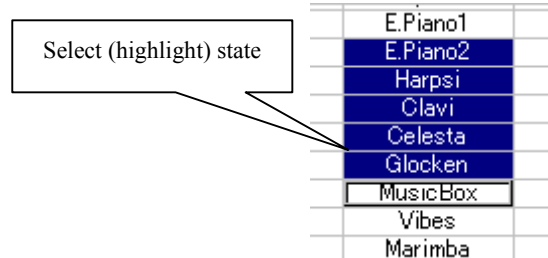 Select (highlight) state
E.Piano1
E.Piano2
Harpsi
Clavi
Celesta
Glocken
MusicBox
Vibes
Marimba